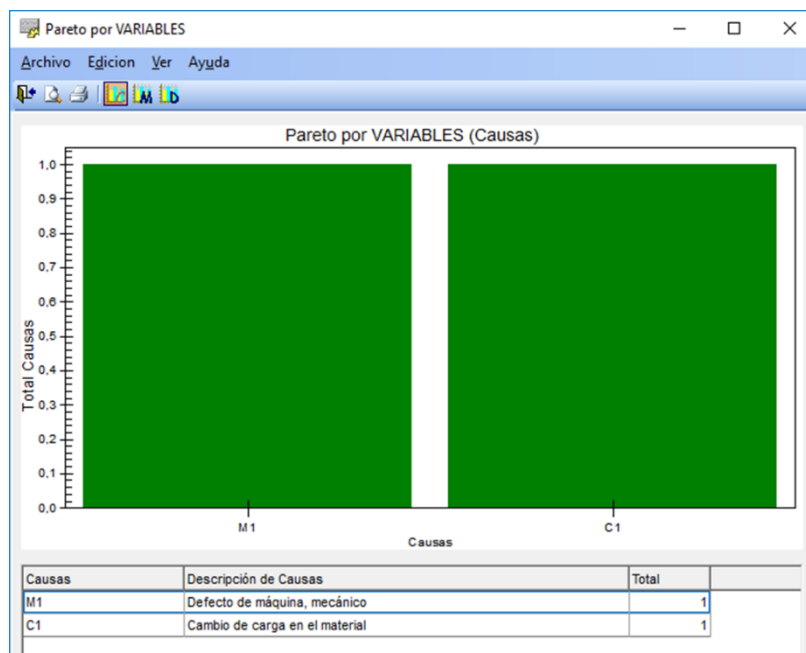 Pareto por VARIABLES
Archivo Edicion Ver Ayuda
Pareto por VARIABLES (Causas)
Total Causas
1,0
0,9
0,8
0,7
0,6
0,5
0,4
0,3
0,2
0,1
0,0
M1 C1
Causas
Causas Descripción de Causas Total
M1 Defecto de máquina, mecánico 1
C1 Cambio de carga en el material 1